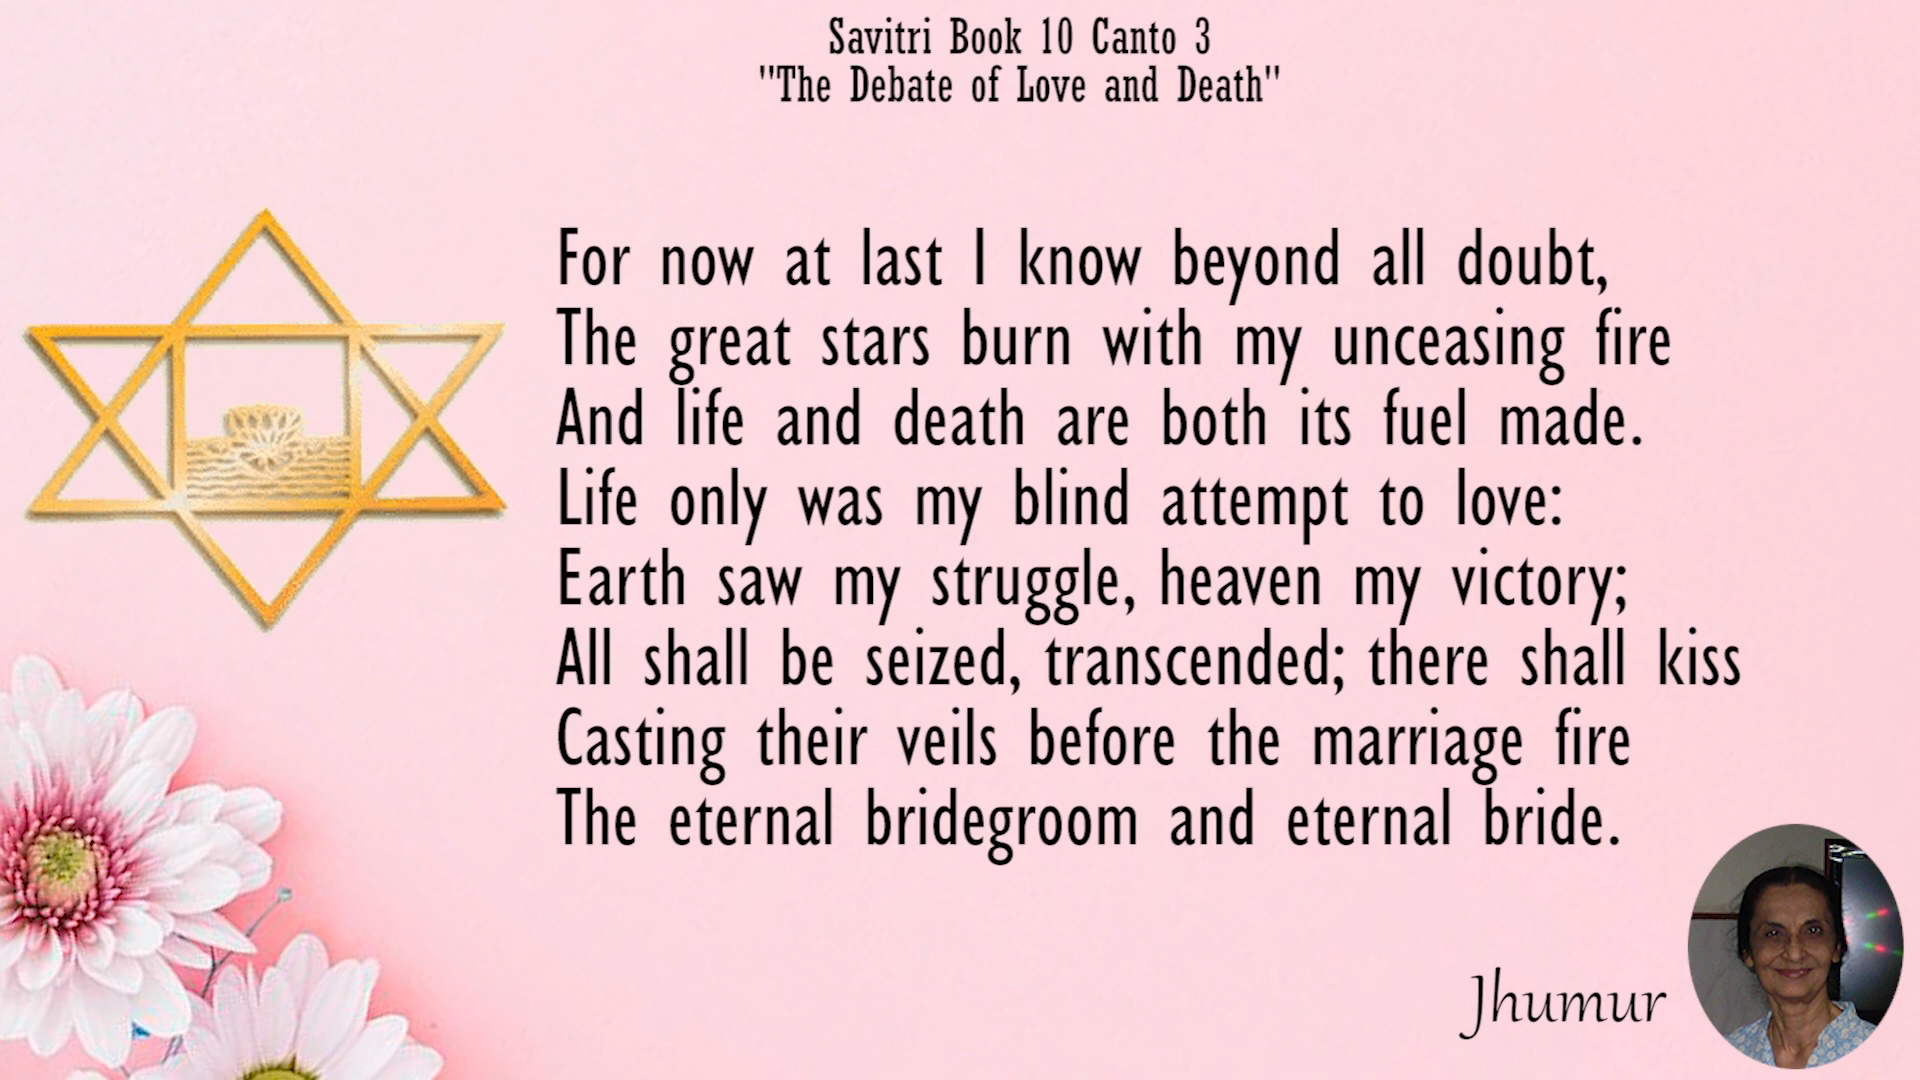 Savitri Book 10 Canto 3
"The Debate of Love and Death"
For now at last I know beyond all doubt,
The great stars burn with my unceasing fire
And life and death are both its fuel made.
Life only was my blind attempt to love:
Earth saw my struggle, heaven my victory;
All shall be seized, transcended; there shall kiss
Casting their veils before the marriage fire
The eternal bridegroom and eternal bride.
Jhumur